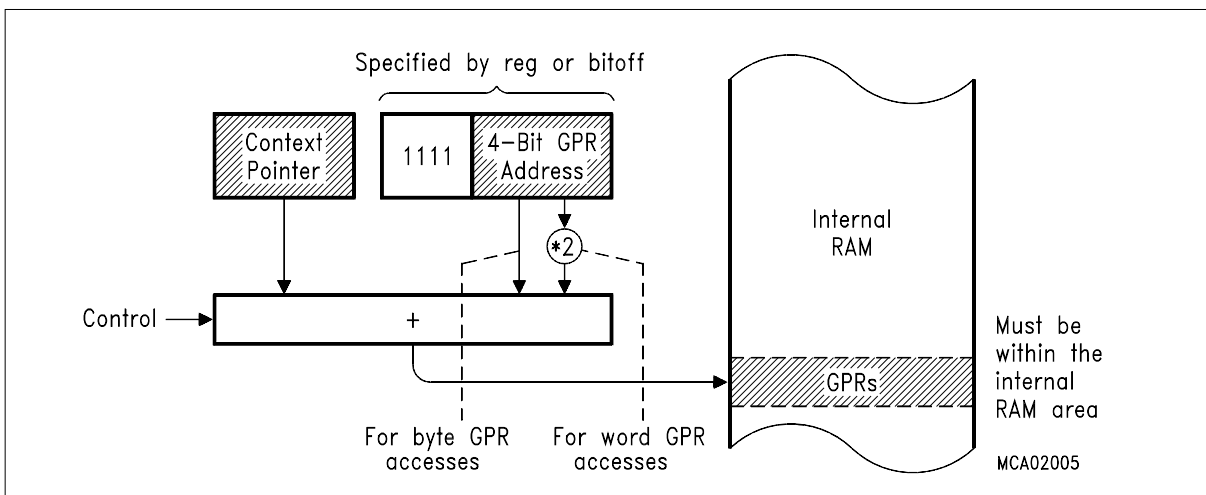 Specified by reg or bitoff
Context
Pointer
1111
4-Bit GPR
Address
*2
Internal
RAM
Control
+
Must be
within the
internal
RAM area
GPRs
For byte GPR
accesses
For word GPR
accesses
MCA02005